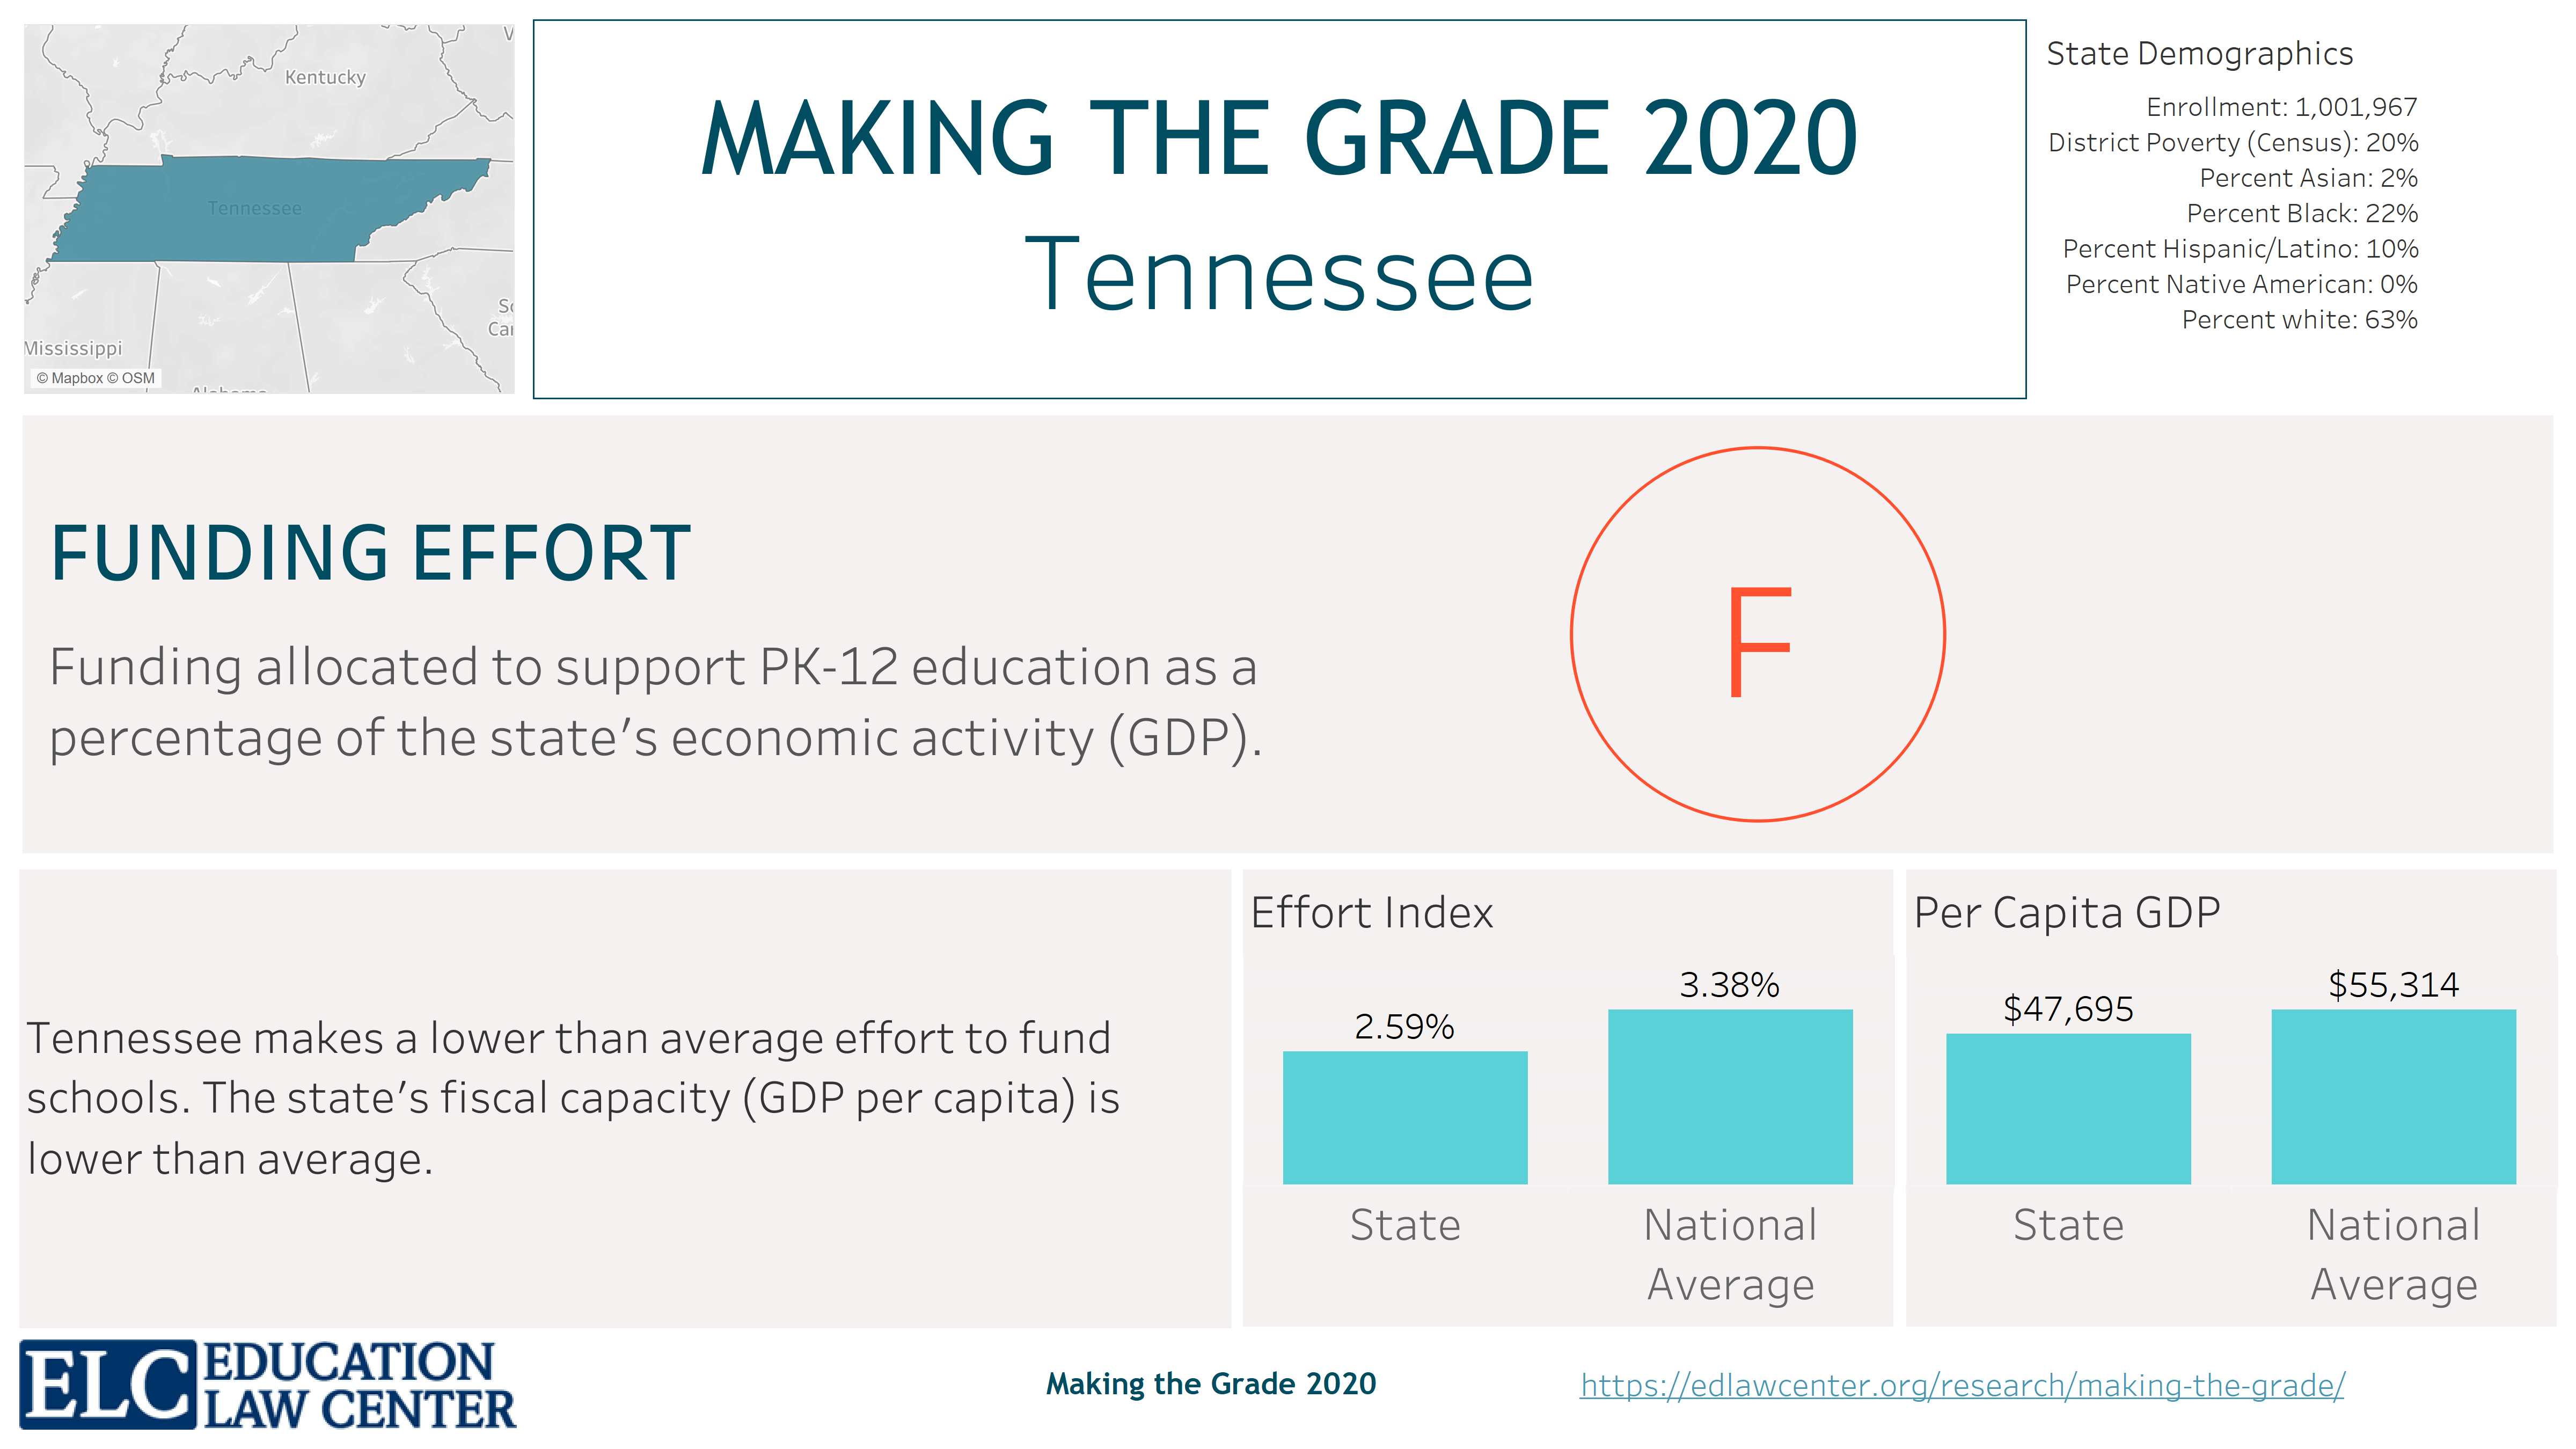 Kentucky
Tennessee
Mississippi
© Mapbox © OSM
MAKING THE GRADE 2020
Tennessee
State Demographics
Enrollment: 1,001,967
District Poverty (Census): 20%
Percent Asian: 2%
Percent Black: 22%
Percent Hispanic/Latino: 10%
Percent Native American: 0%
Percent white: 63%
FUNDING EFFORT
Funding allocated to support PK-12 education as a
percentage of the state’s economic activity (GDP).
F
Tennessee makes a lower than average effort to fund
schools. The state’s fiscal capacity (GDP per capita) is
lower than average.
Effort Index
2.59%
3.38%
State
National
Average
Per Capita GDP
$47,695
$55,314
State
National
Average
ELC EDUCATION
LAW CENTER
Making the Grade 2020
https://edlawcenter.org/research/making-the-grade/